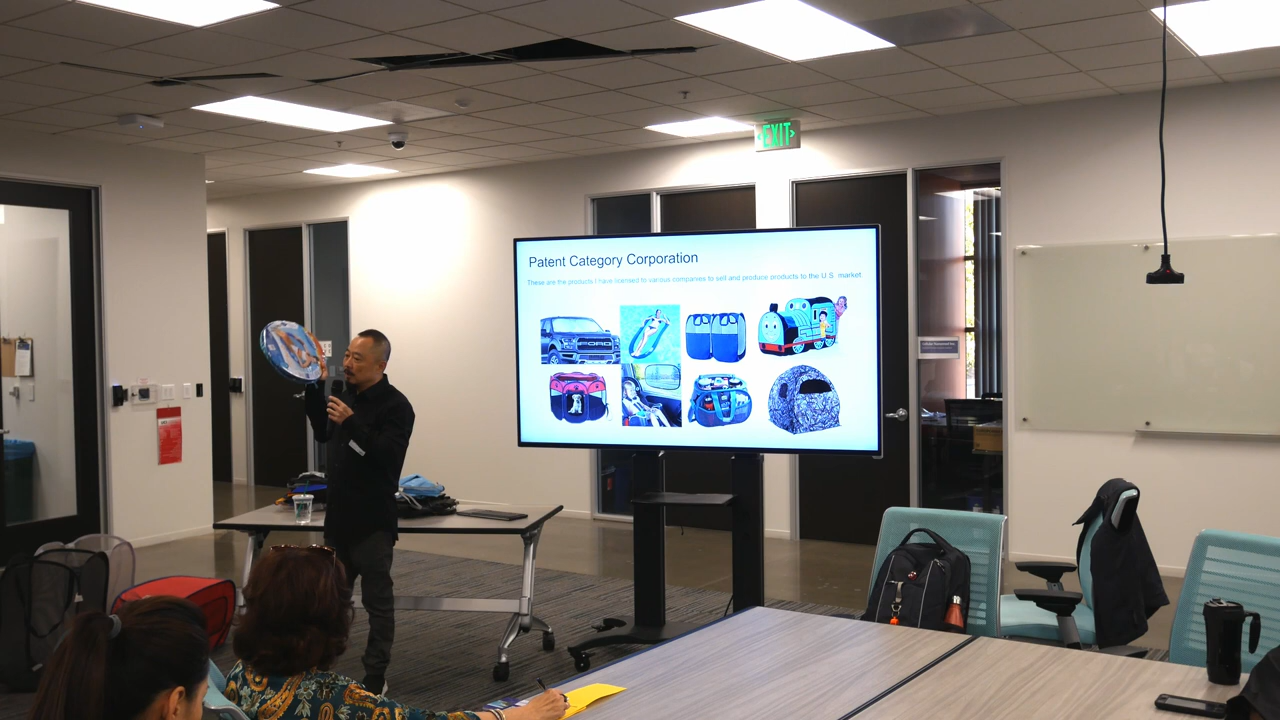 EXIT
Patent Category Corporation
These are the products I have licensed to various companies to sell and produce products to the U.S. market.
FORD